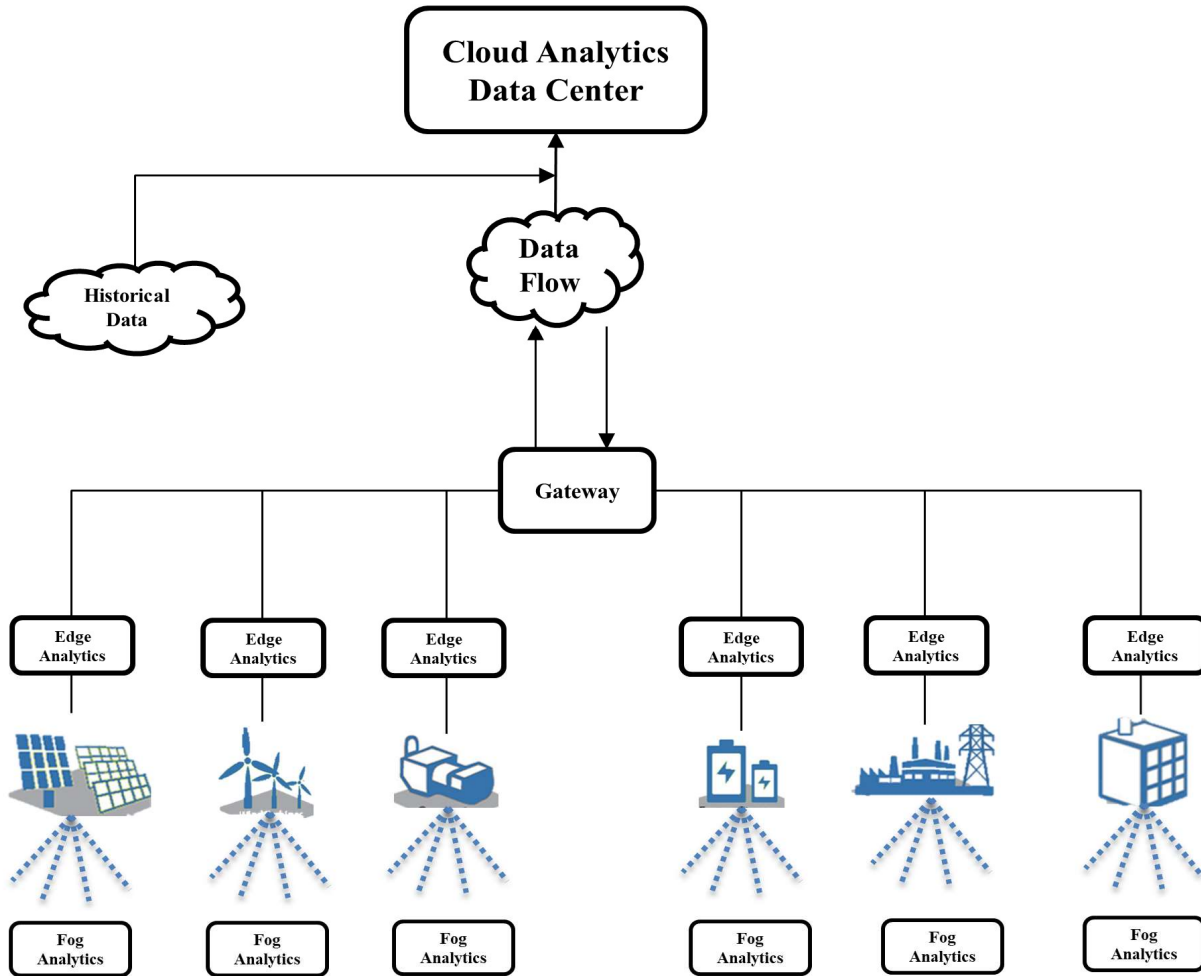 Cloud Analytics
Data Center
Data
Flow
Historical
Data
Gateway
Edge
Analytics
Edge
Analytics
Edge
Analytics
Edge
Analytics
Edge
Analytics
Edge
Analytics
Fog
Analytics
Fog
Analytics
Fog
Analytics
Fog
Analytics
Fog
Analytics
Fog
Analytics